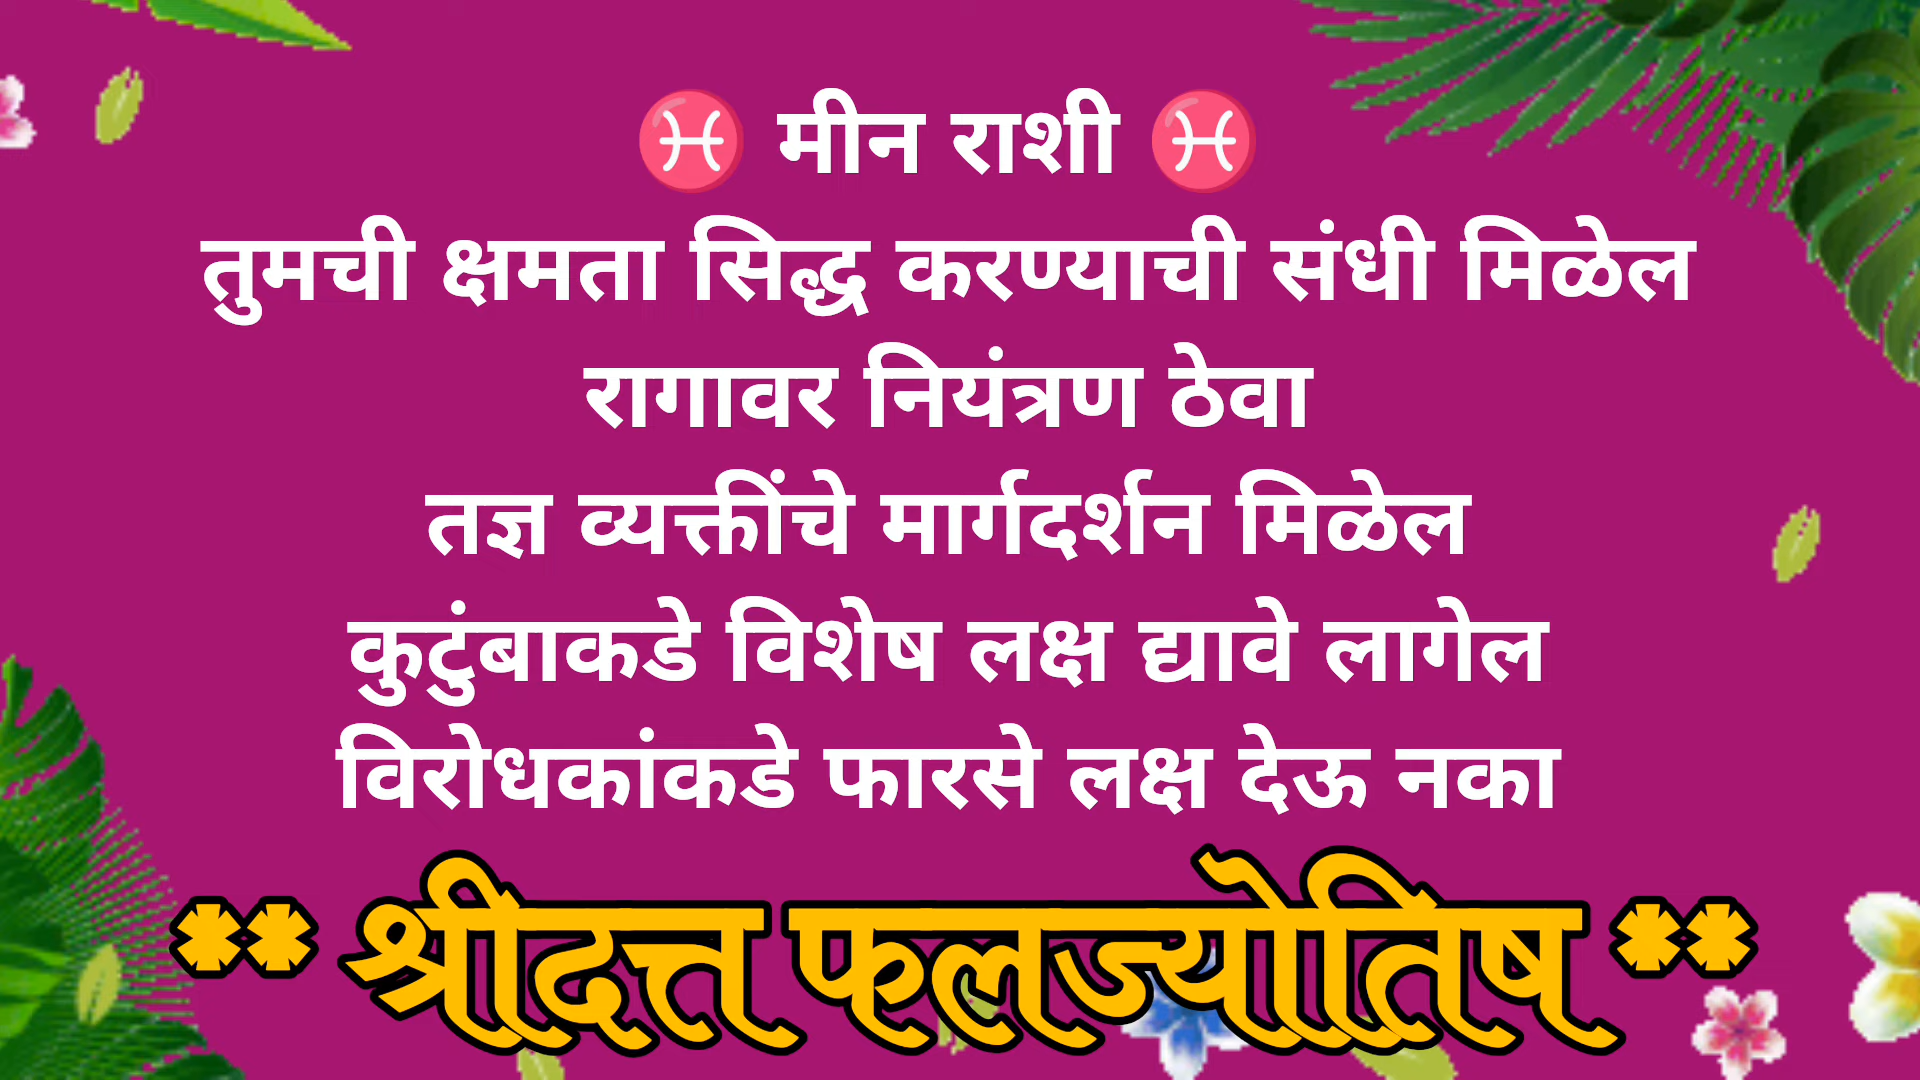 ♓ मीन राशी ♓
तुमची क्षमता सिद्ध करण्याची संधी मिळेल
रागावर नियंत्रण ठेवा
तज्ञ व्यक्तींचे मार्गदर्शन मिळेल
कुटुंबाकडे विशेष लक्ष द्यावे लागेल
विरोधकांकडे फारसे लक्ष देऊ नका
** श्रीदत्त फलज्योतिष **